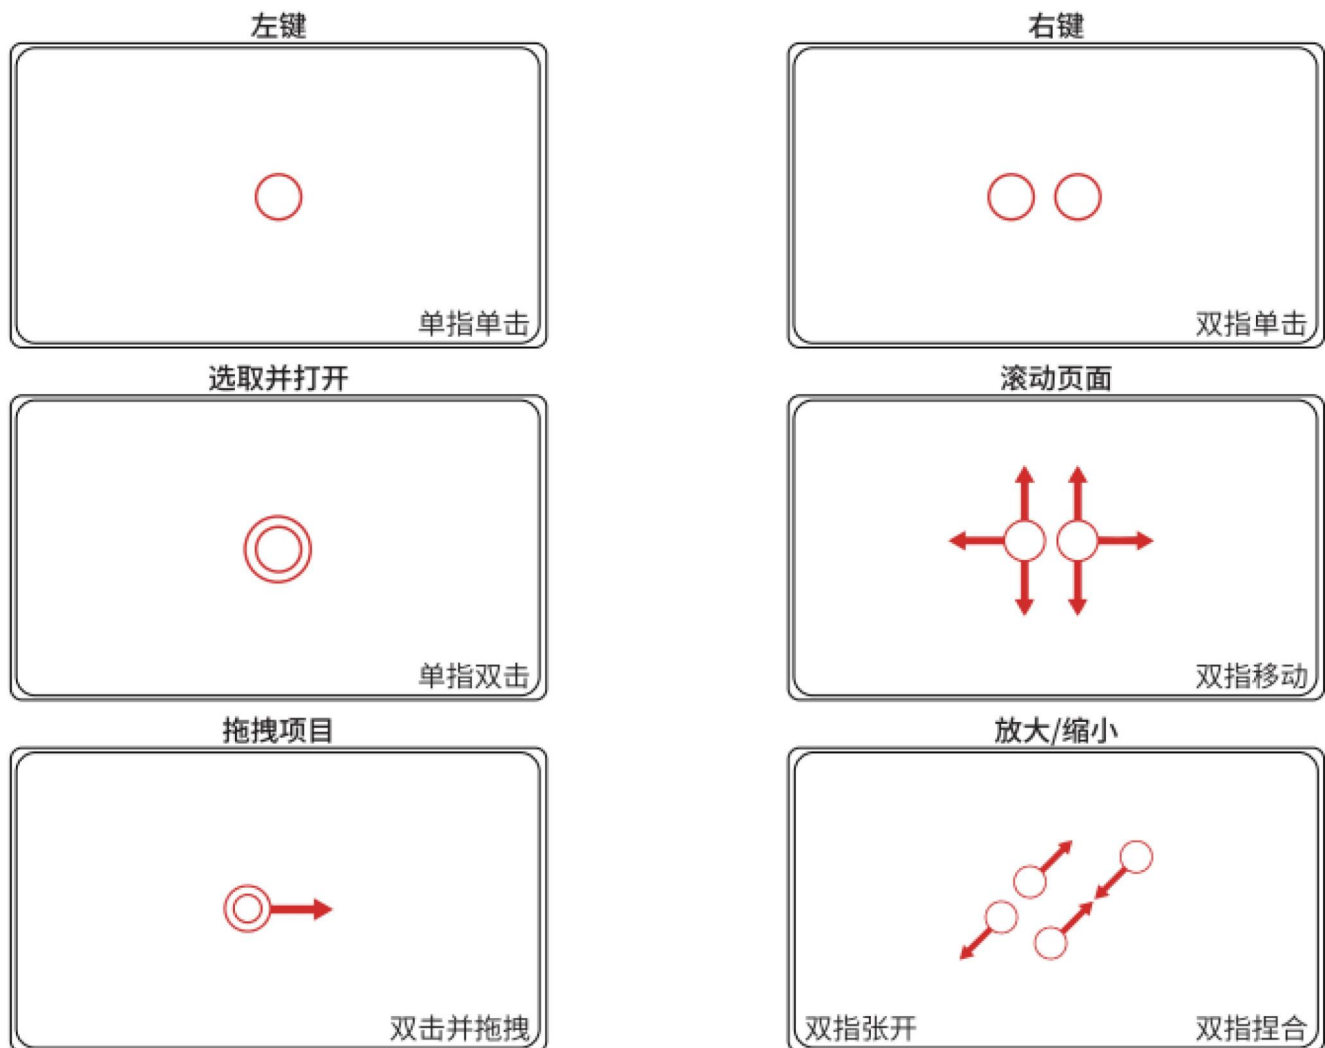 左键
右键
单指单击
双指单击
选取并打开
滚动页面
单指双击
双指移动
拖拽项目
放大/缩小
双击并拖拽
双指张开
双指捏合